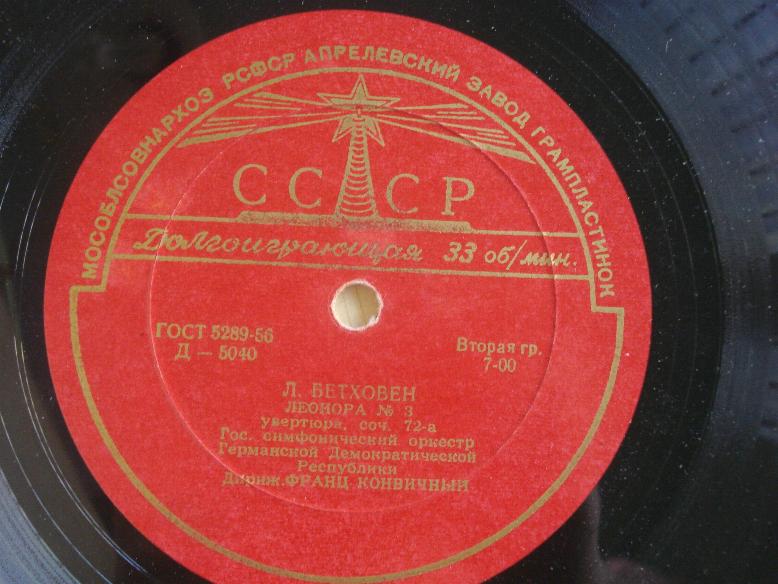 МОСОБЛСОВНАРХОЗ РСФСР АПРЕЛЕВСКИЙ ЗАВОД ГРАМПЛАСТИНОК
СССР
Долгоиграющая 33 об/мин.
ГОСТ 5289-56
Д — 5040
Вторая гр.
7-00
Л. БЕТХОВЕН
ЛЕОНОРА № 3
увертюра, соч. 72-а
Гос. симфонический оркестр
Германской Демократической
Республики
Дириж. ФРАНЦ КОНВИЧНЫЙ